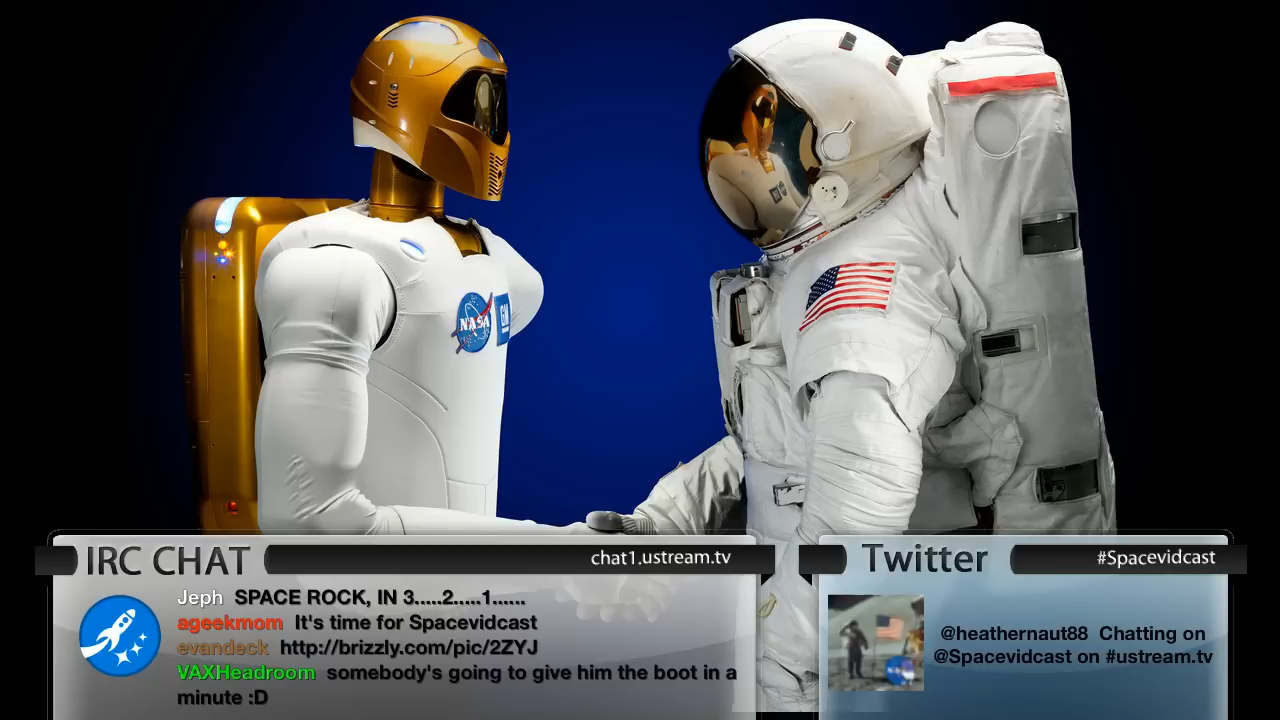 NASA
GM
IRC CHAT
chat1.ustream.tv
Jeph SPACE ROCK, IN 3.....2.....1......
ageekmom It's time for Spacevidcast
evandeck http://brizzly.com/pic/2ZYJ
VAXHeadroom somebody's going to give him the boot in a
minute :D
Twitter
#Spacevidcast
@heathernaut88 Chatting on
@Spacevidcast on #ustream.tv